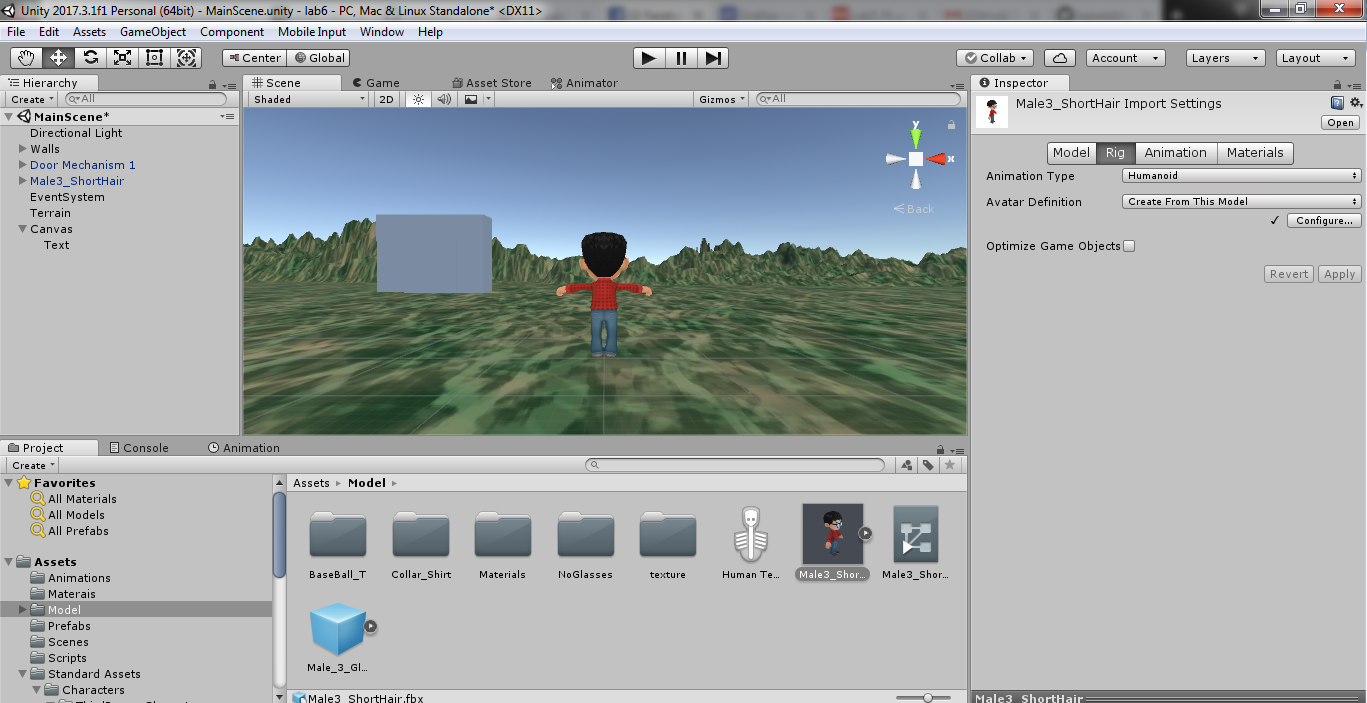 Unity 2017.3.1f1 Personal (64bit) - MainScene.unity - lab6 - PC, Mac & Linux Standalone* <DX11>
File Edit Assets GameObject Component Mobile Input Window Help
Center Global Collab Account Layers Layout
Hierarchy
Create All
MainScene*
Directional Light
Walls
Door Mechanism 1
Male3_ShortHair
EventSystem
Terrain
Canvas
Text
Scene Game Asset Store Animator
Shaded 2D Gizmos All
y
x
Back
Inspector
Male3_ShortHair Import Settings
Open
Model Rig Animation Materials
Animation Type Humanoid
Avatar Definition Create From This Model
Configure...
Optimize Game Objects
Revert Apply
Project Console Animation
Create
Favorites
All Materials
All Models
All Prefabs
Assets
Animations
Materais
Model
Prefabs
Scenes
Scripts
Standard Assets
Characters
Assets Model
BaseBall_T Collar_Shirt Materials NoGlasses texture Human Te... Male3_Shor... Male3_Shor...
Male_3_Gl...
Male3_ShortHair.fbx
Male3_ShortHair